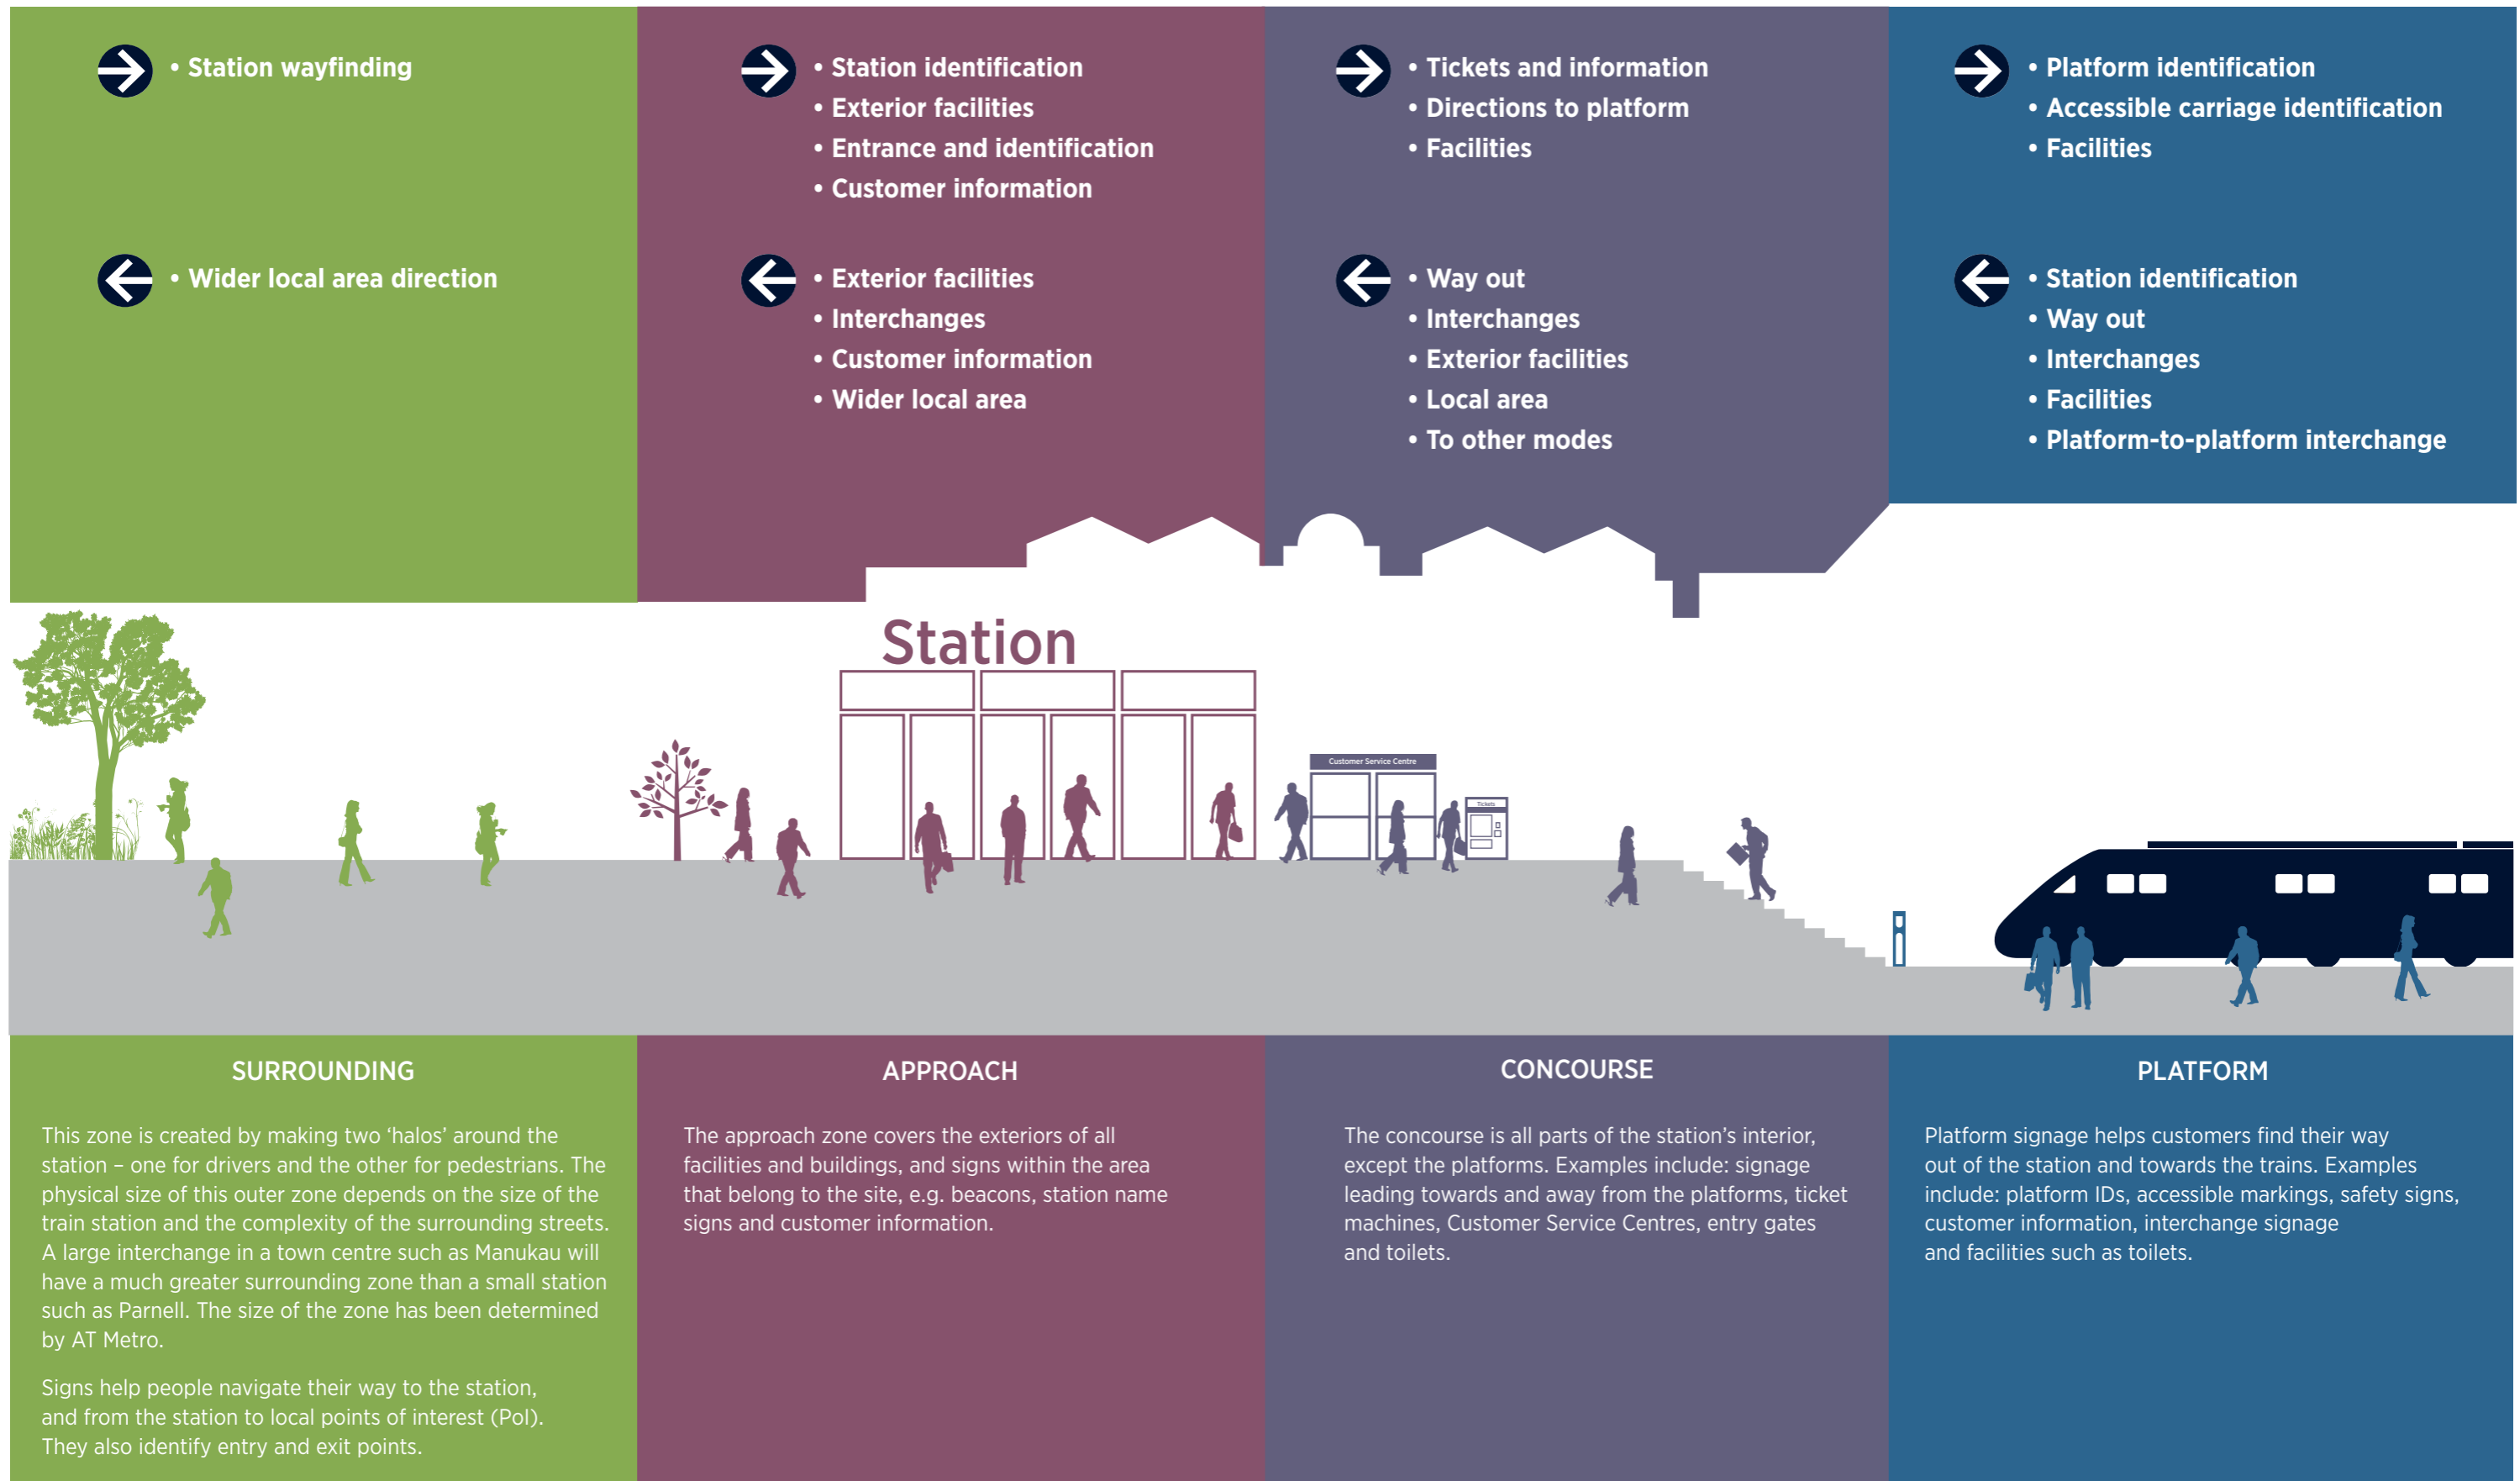 • Station wayfinding
• Wider local area direction
• Station identification
• Exterior facilities
• Entrance and identification
• Customer information
• Exterior facilities
• Interchanges
• Customer information
• Wider local area
• Tickets and information
• Directions to platform
• Facilities
• Way out
• Interchanges
• Exterior facilities
• Local area
• To other modes
• Platform identification
• Accessible carriage identification
• Facilities
• Station identification
• Way out
• Interchanges
• Facilities
• Platform-to-platform interchange
Station
Customer Service Centre
Tickets
SURROUNDING
This zone is created by making two ‘halos’ around the
station – one for drivers and the other for pedestrians. The
physical size of this outer zone depends on the size of the
train station and the complexity of the surrounding streets.
A large interchange in a town centre such as Manukau will
have a much greater surrounding zone than a small station
such as Parnell. The size of the zone has been determined
by AT Metro.
Signs help people navigate their way to the station,
and from the station to local points of interest (PoI).
They also identify entry and exit points.
APPROACH
The approach zone covers the exteriors of all
facilities and buildings, and signs within the area
that belong to the site, e.g. beacons, station name
signs and customer information.
CONCOURSE
The concourse is all parts of the station’s interior,
except the platforms. Examples include: signage
leading towards and away from the platforms, ticket
machines, Customer Service Centres, entry gates
and toilets.
PLATFORM
Platform signage helps customers find their way
out of the station and towards the trains. Examples
include: platform IDs, accessible markings, safety signs,
customer information, interchange signage
and facilities such as toilets.